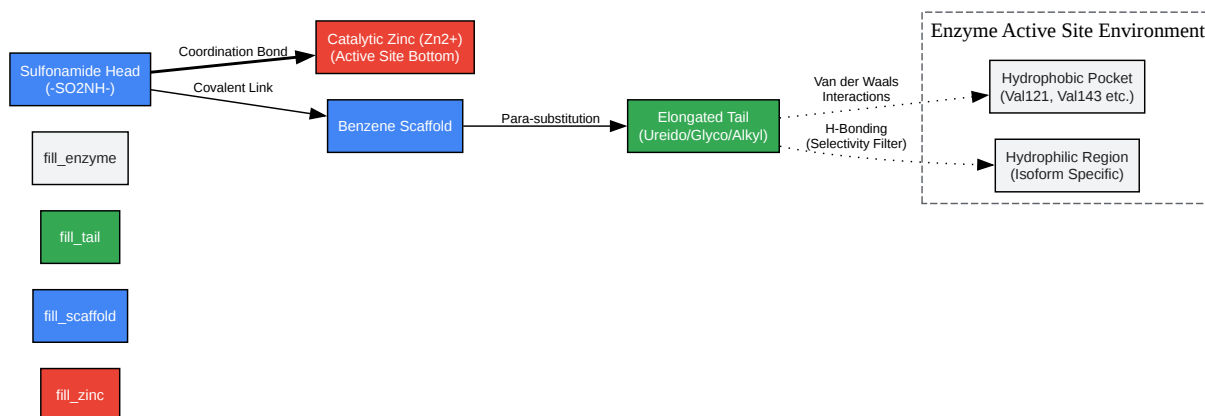 Sulfonamide Head
(-SO2NH-)
Coordination Bond
Covalent Link
Catalytic Zinc (Zn2+)
(Active Site Bottom)
Benzene Scaffold
Para-substitution
Elongated Tail
(Ureido/Glyco/Alkyl)
Van der Waals
Interactions
H-Bonding
(Selectivity Filter)
Enzyme Active Site Environment
Hydrophobic Pocket
(Val121, Val143 etc.)
Hydrophilic Region
(Isoform Specific)
fill_enzyme
fill_tail
fill_scaffold
fill_zinc